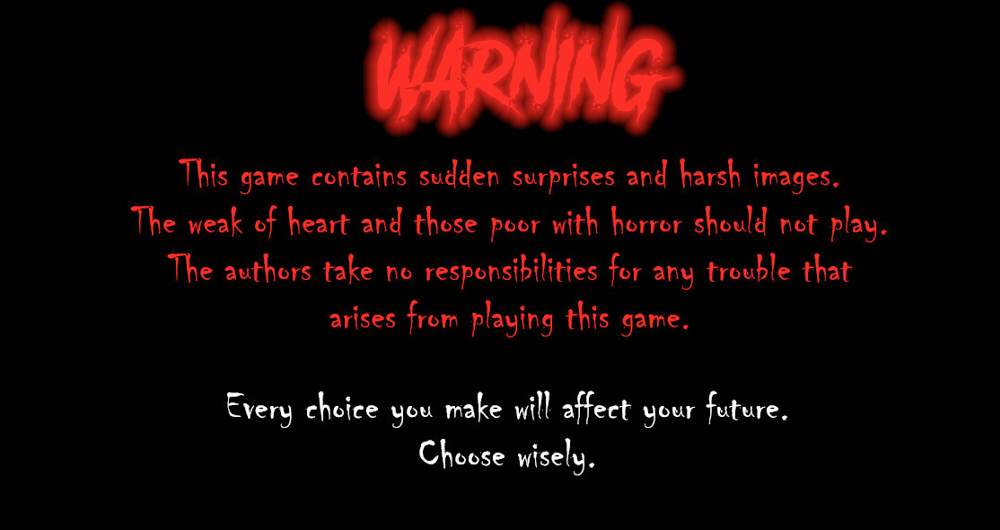 WARNING
This game contains sudden surprises and harsh images.
The weak of heart and those poor with horror should not play.
The authors take no responsibilities for any trouble that
arises from playing this game.
Every choice you make will affect your future.
Choose wisely.